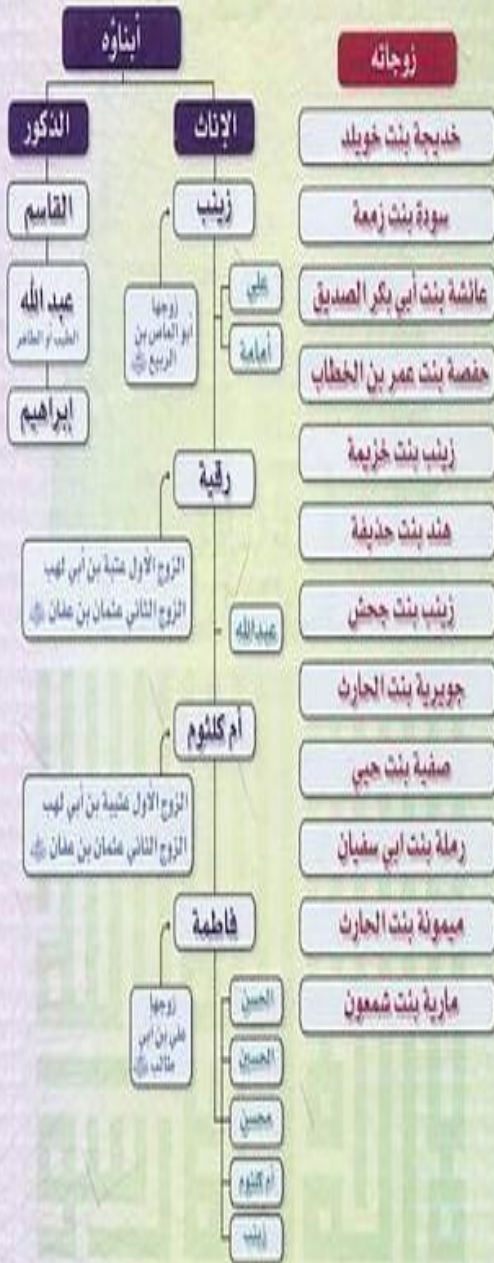 زوجاته
خديجة بنت خويلد
سودة بنت زمعة
عائشة بنت أبي بكر الصديق
حفصة بنت عمر بن الخطاب
زينب بنت خزيمة
هند بنت حذيفة
زينب بنت جحش
جويرية بنت الحارث
صفية بنت حيي
رملة بنت ابي سفيان
ميمونة بنت الحارث
مارية بنت شمعون
أبناؤه
الإناث
زينب
زوجها
أبو العاص بن
الربيع
علي
أمامة
رقية
الزوج الأول عتبة بن أبي لهب
الزوج الثاني عثمان بن عفان
عبدالله
أم كلثوم
الزوج الأول عتيبة بن أبي لهب
الزوج الثاني عثمان بن عفان
فاطمة
زوجها
علي بن ابي
طالب
الحسن
الحسين
محسن
أم كلثوم
زينب
الذكور
القاسم
عبد الله
الطيب أو الطاهر
إبراهيم